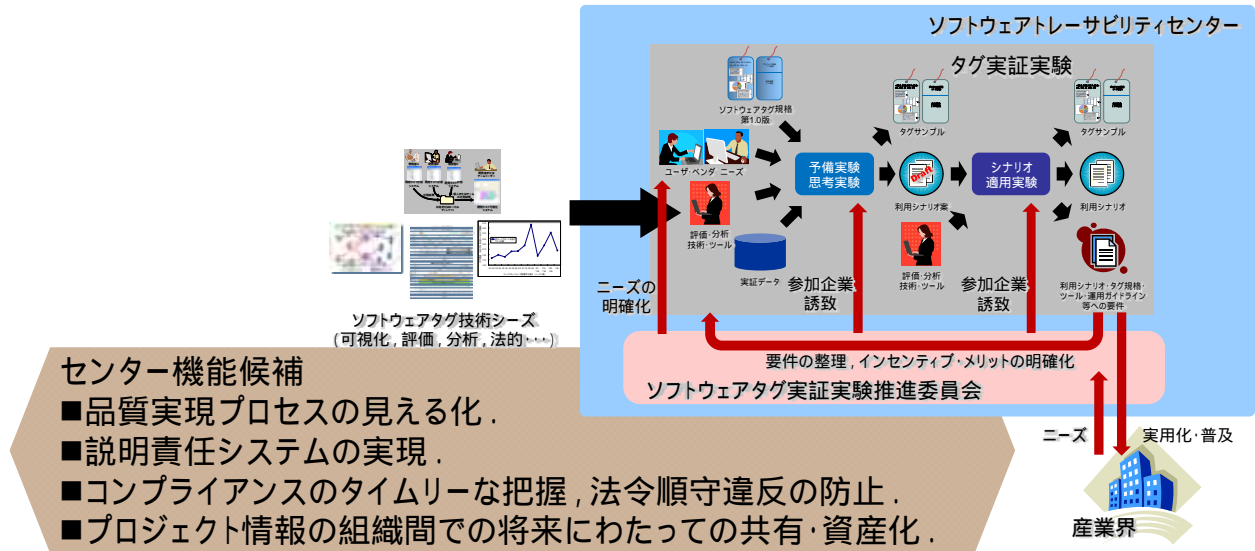 ソフトウェアトレーサビリティセンター
タグ実証実験
ソフトウェアタグ規格
第1.0版
タグサンプル
タグサンプル
ユーザ・ベンダ ニーズ
予備実験
思考実験
Draft
利用シナリオ案
シナリオ
適用実験
利用シナリオ
評価・分析
技術・ツール
実証データ
評価・分析
技術・ツール
利用シナリオ・タグ規格・
ツール・運用ガイドライン
等への要件
ニーズの
明確化
参加企業
誘致
参加企業
誘致
ソフトウェアタグ技術シーズ
(可視化,評価,分析,法的・・・)
要件の整理,インセンティブ・メリットの明確化
ソフトウェアタグ実証実験推進委員会
センター機能候補
■品質実現プロセスの見える化.
■説明責任システムの実現.
■コンプライアンスのタイムリーな把握,法令順守違反の防止.
■プロジェクト情報の組織間での将来にわたっての共有・資産化.
ニーズ
実用化・普及
産業界